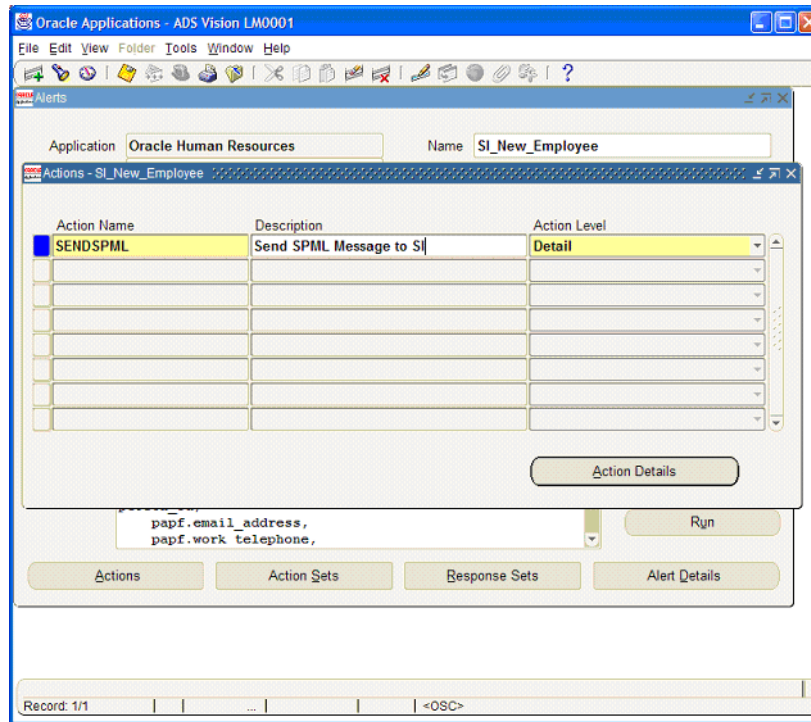 Oracle Applications - ADS Vision LM0001
File Edit View Folder Tools Window Help
Alerts
Application Oracle Human Resources Name SI_New_Employee
Actions - SI_New_Employee
Action Name Description Action Level
SENDSPML Send SPML Message to SI Detail
Action Details
papf.email_address,
papf.work_telephone,
Run
Actions Action Sets Response Sets Alert Details
Record: 1/1 ... <OSC>